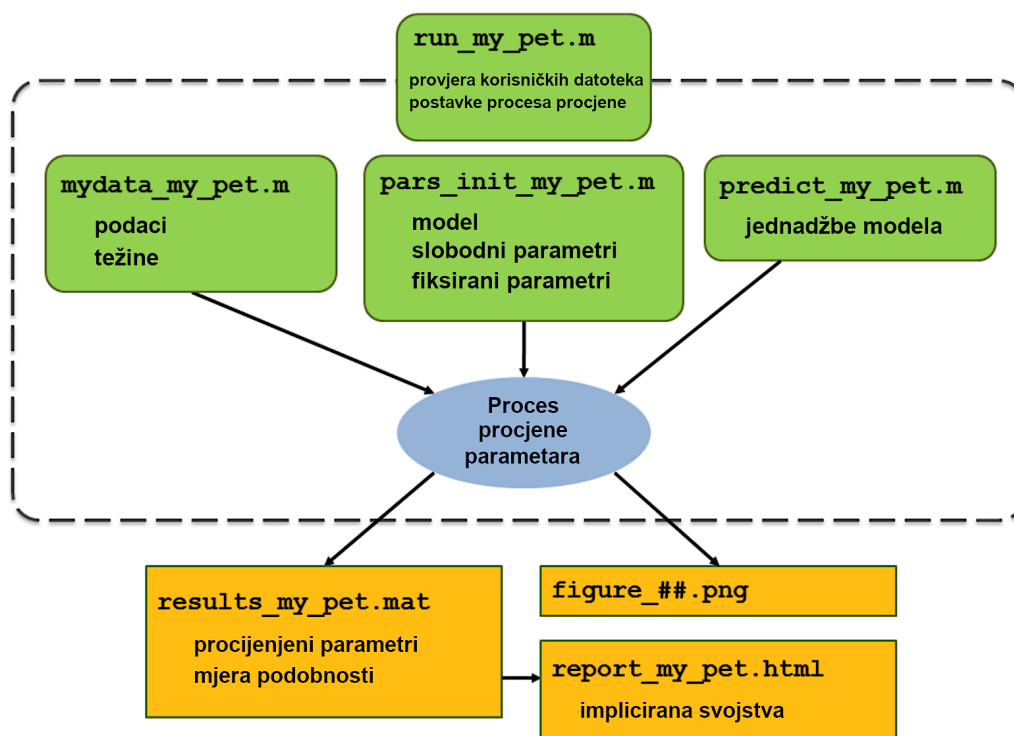 run_my_pet.m
provjera korisničkih datoteka
postavke procesa procjene
mydata_my_pet.m
podaci
težine
pars_init_my_pet.m
model
slobodni parametri
fiksirani parametri
predict_my_pet.m
jednadžbe modela
Proces
procjene
parametara
results_my_pet.mat
procijenjeni parametri
mjera podobnosti
figure_##.png
report_my_pet.html
implicirana svojstva